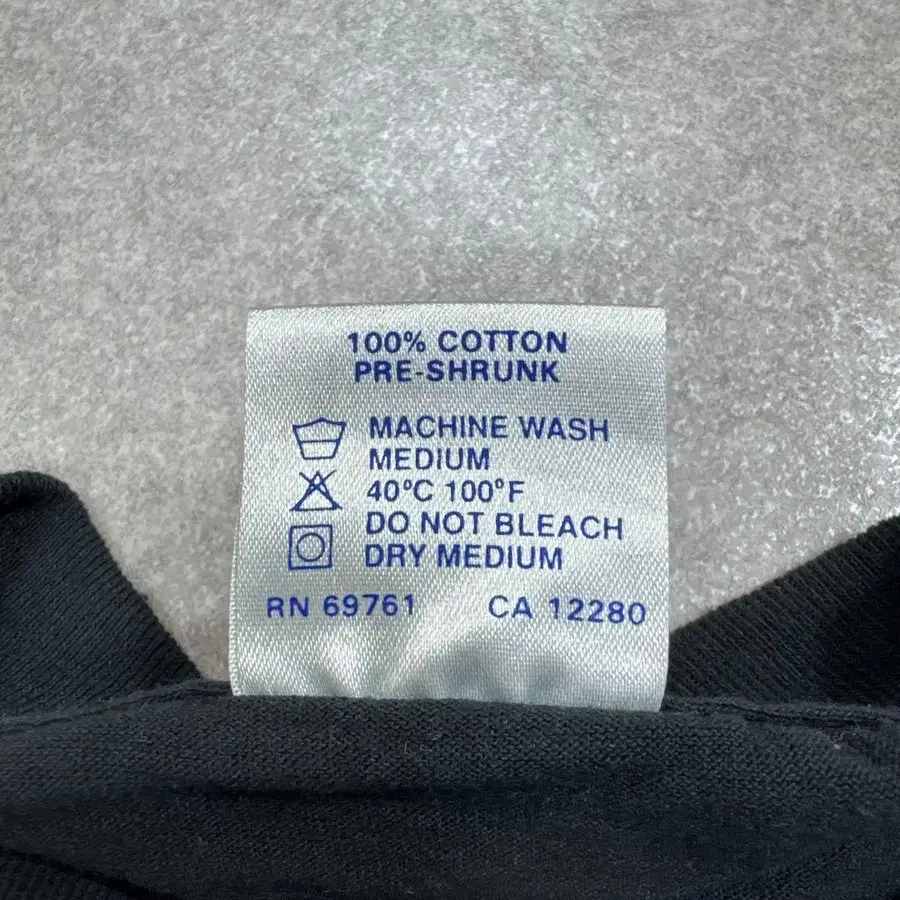 100% COTTON
PRE-SHRUNK
MACHINE WASH
MEDIUM
40°C 100°F
DO NOT BLEACH
DRY MEDIUM
RN 69761 CA 12280